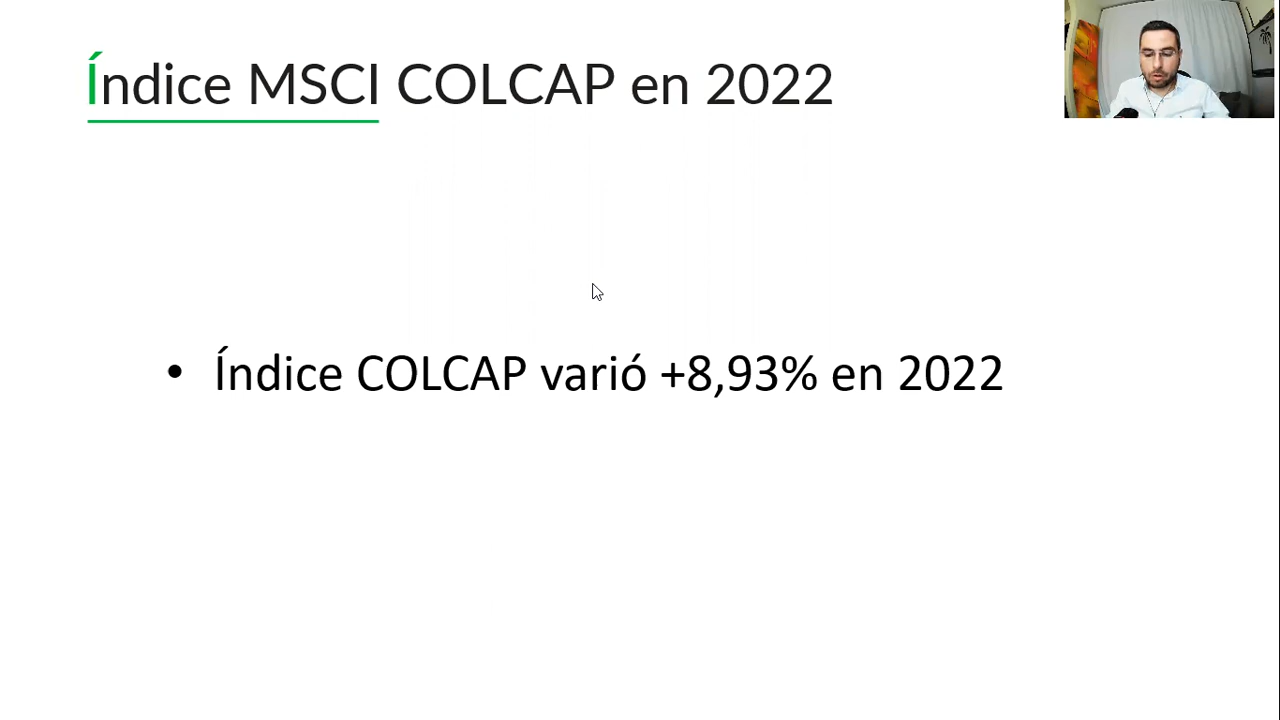 Índice MSCI COLCAP en 2022
• Índice COLCAP varió +8,93% en 2022